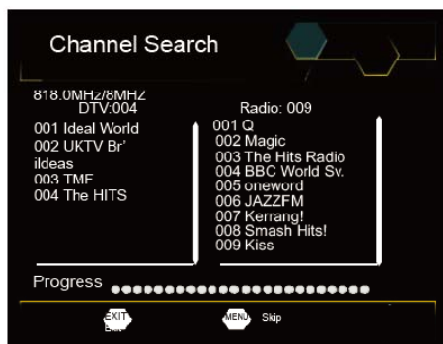 Channel Search
818.0MHz/8MHZ
DTV:004
001 Ideal World
002 UKTV Br'
ildeas
003 TMF
004 The HITS
Radio: 009
001 Q
002 Magic
003 The Hits Radio
004 BBC World Sv.
005 oneword
006 JAZZFM
007 Kerrang!
008 Smash Hits!
009 Kiss
Progress
EXIT
MENU Skip